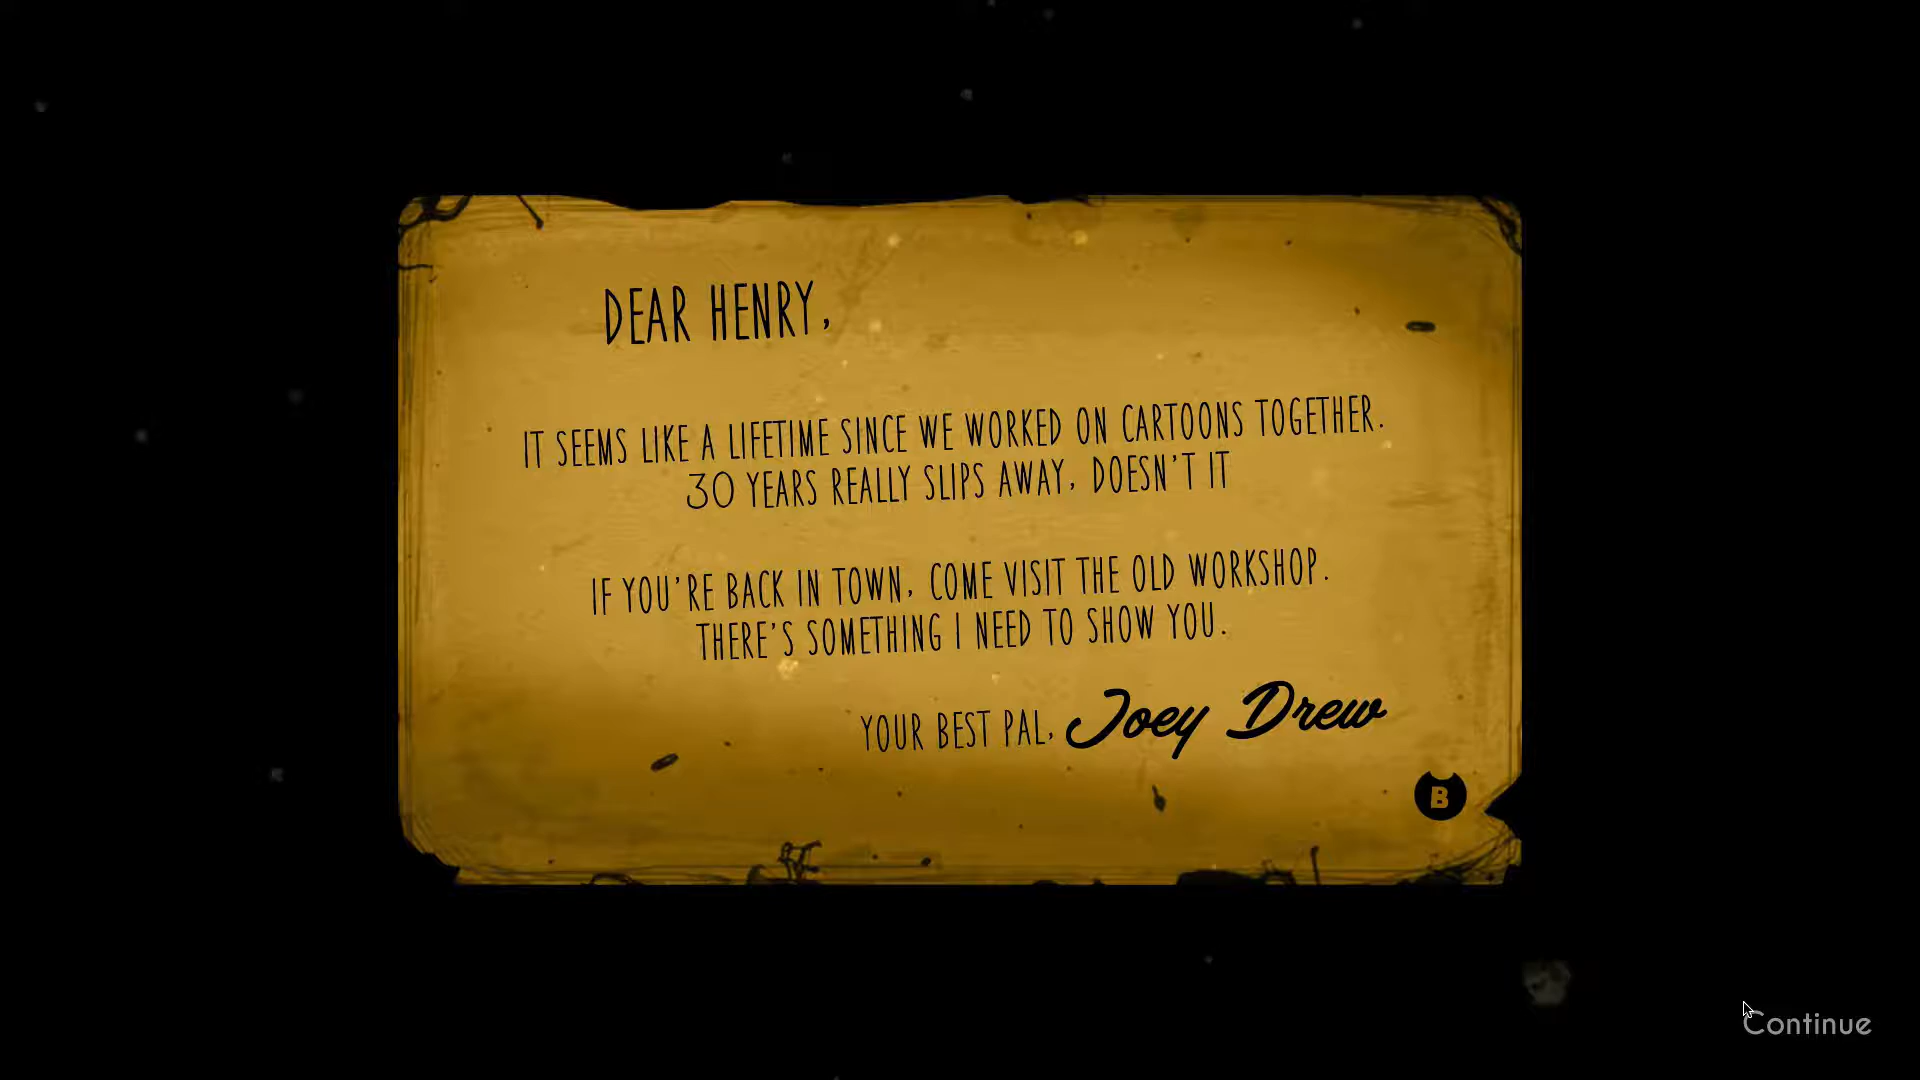 DEAR HENRY,
IT SEEMS LIKE A LIFETIME SINCE WE WORKED ON CARTOONS TOGETHER.
30 YEARS REALLY SLIPS AWAY, DOESN'T IT
IF YOU'RE BACK IN TOWN, COME VISIT THE OLD WORKSHOP.
THERE'S SOMETHING I NEED TO SHOW YOU.
YOUR BEST PAL, Joey Drew
B
Continue